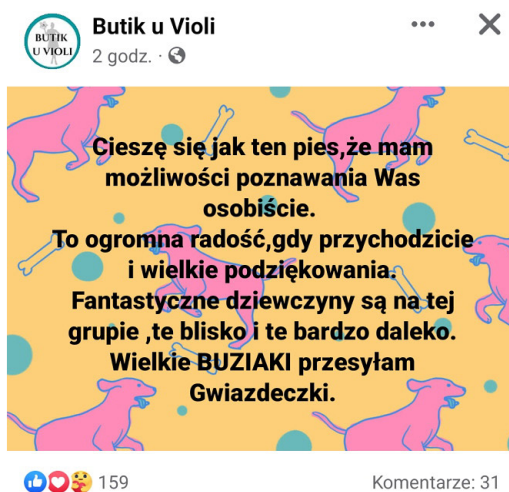 BUTIK
U VIOLI
Butik u Violi
2 godz. ·
Cieszę się jak ten pies,że mam
możliwości poznawania Was
osobiście.
To ogromna radość,gdy przychodzicie
i wielkie podziękowania.
Fantastyczne dziewczyny są na tej
grupie ,te blisko i te bardzo daleko.
Wielkie BUZIAKI przesyłam
Gwiazdeczki.
159
Komentarze: 31